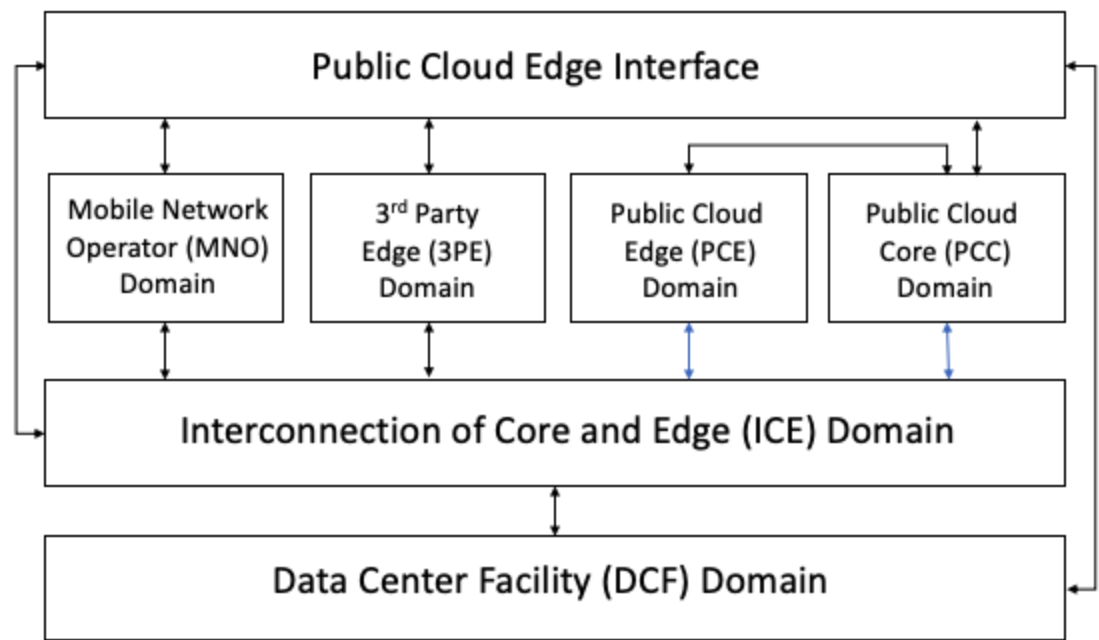 Public Cloud Edge Interface
Mobile Network
Operator (MNO)
Domain
3rd Party
Edge (3PE)
Domain
Public Cloud
Edge (PCE)
Domain
Public Cloud
Core (PCC)
Domain
Interconnection of Core and Edge (ICE) Domain
Data Center Facility (DCF) Domain